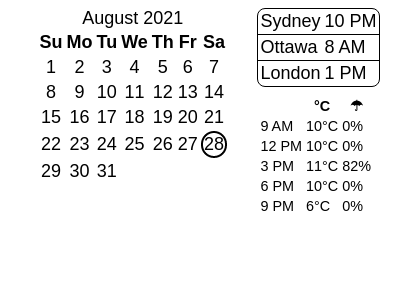 August 2021
Su Mo Tu We Th Fr Sa
1 2 3 4 5 6 7
8 9 10 11 12 13 14
15 16 17 18 19 20 21
22 23 24 25 26 27 28
29 30 31
Sydney 10 PM
Ottawa 8 AM
London 1 PM
°C ☂
9 AM 10°C 0%
12 PM 10°C 0%
3 PM 11°C 82%
6 PM 10°C 0%
9 PM 6°C 0%